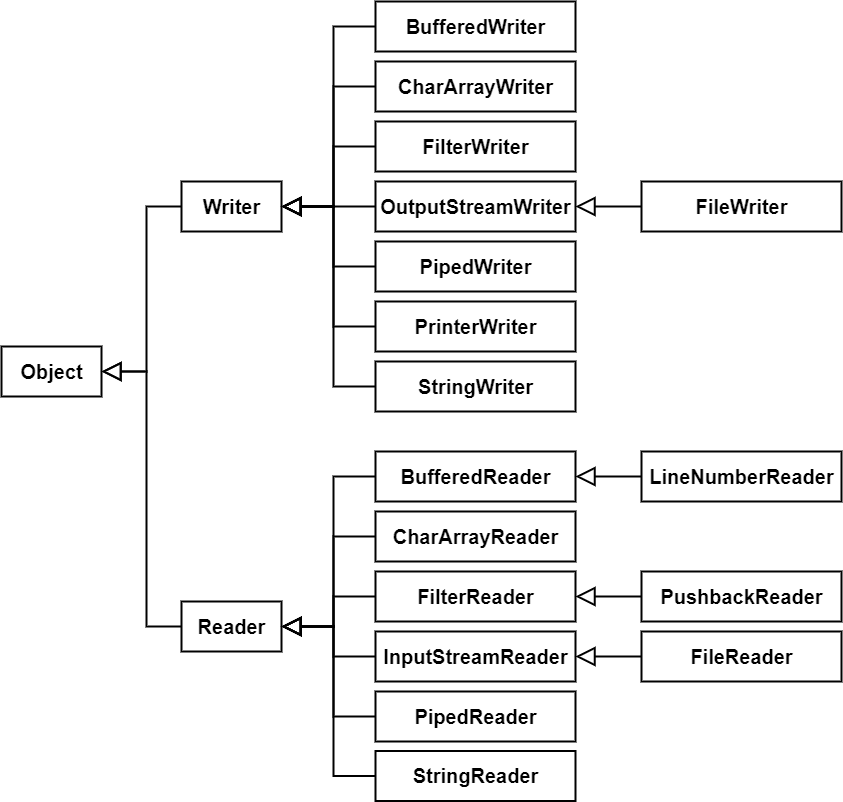 BufferedWriter
CharArrayWriter
FilterWriter
Writer
OutputStreamWriter
FileWriter
PipedWriter
PrinterWriter
Object
StringWriter
BufferedReader
LineNumberReader
CharArrayReader
FilterReader
PushbackReader
Reader
InputStreamReader
FileReader
PipedReader
StringReader